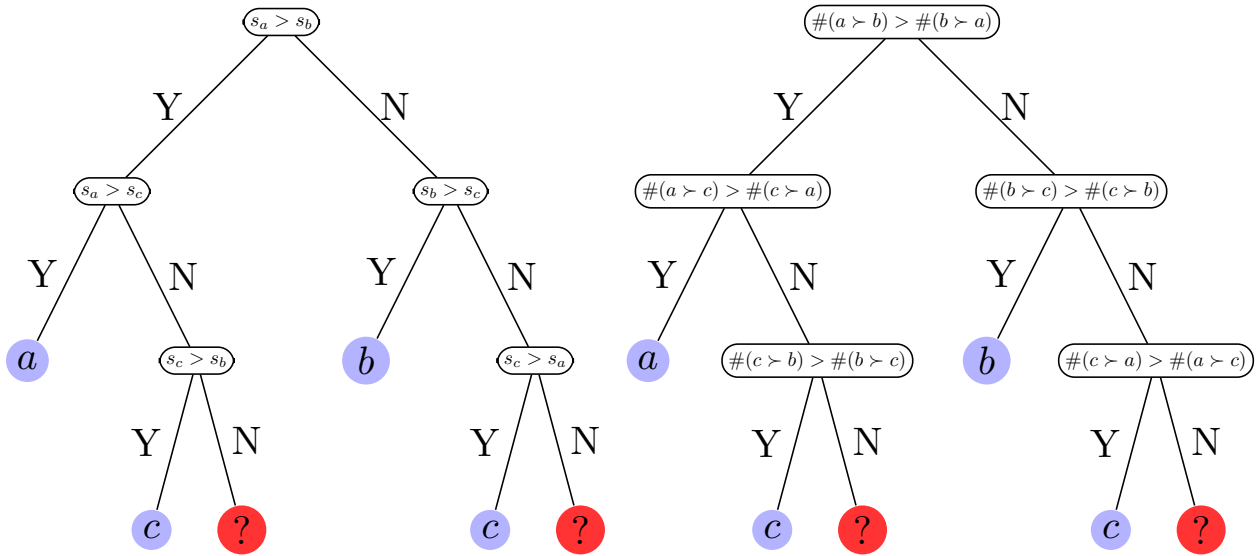 s_a > s_b
#(a ≻ b) > #(b ≻ a)
Y N Y N
s_a > s_c
s_b > s_c
#(a ≻ c) > #(c ≻ a)
#(b ≻ c) > #(c ≻ b)
Y N Y N Y N Y N
a
s_c > s_b
b
s_c > s_a
a
#(c ≻ b) > #(b ≻ c)
b
#(c ≻ a) > #(a ≻ c)
Y N Y N Y N Y N
c ? c ? c ? c ?